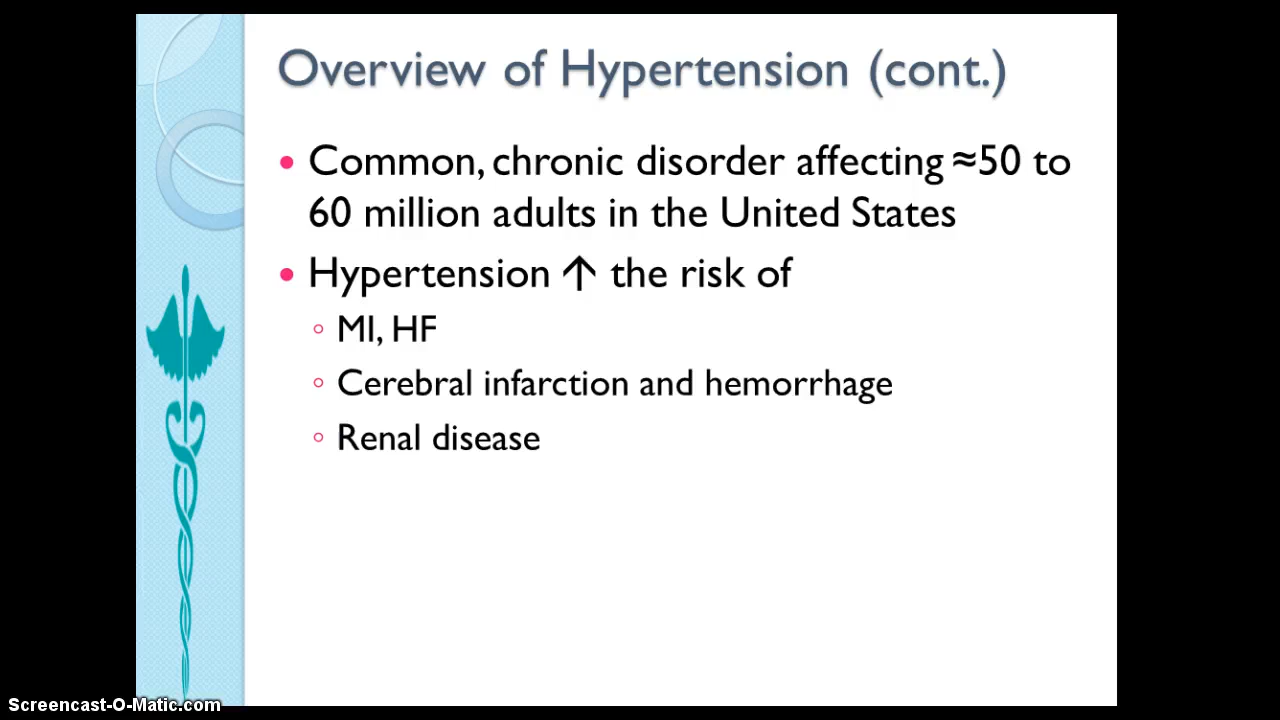 Overview of Hypertension (cont.)
• Common, chronic disorder affecting ≈50 to
60 million adults in the United States
• Hypertension ↑ the risk of
◦ MI, HF
◦ Cerebral infarction and hemorrhage
◦ Renal disease
Screencast-O-Matic.com